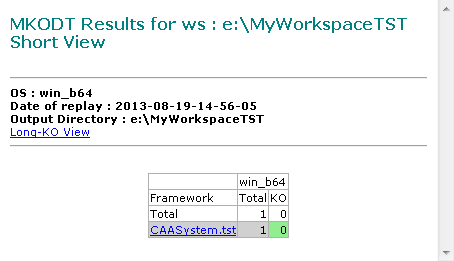 MKODT Results for ws : e:\MyWorkspaceTST
Short View
OS : win_b64
Date of replay : 2013-08-19-14-56-05
Output Directory : e:\MyWorkspaceTST
Long-KO View
win_b64
Framework Total KO
Total 1 0
CAASystem.tst 1 0